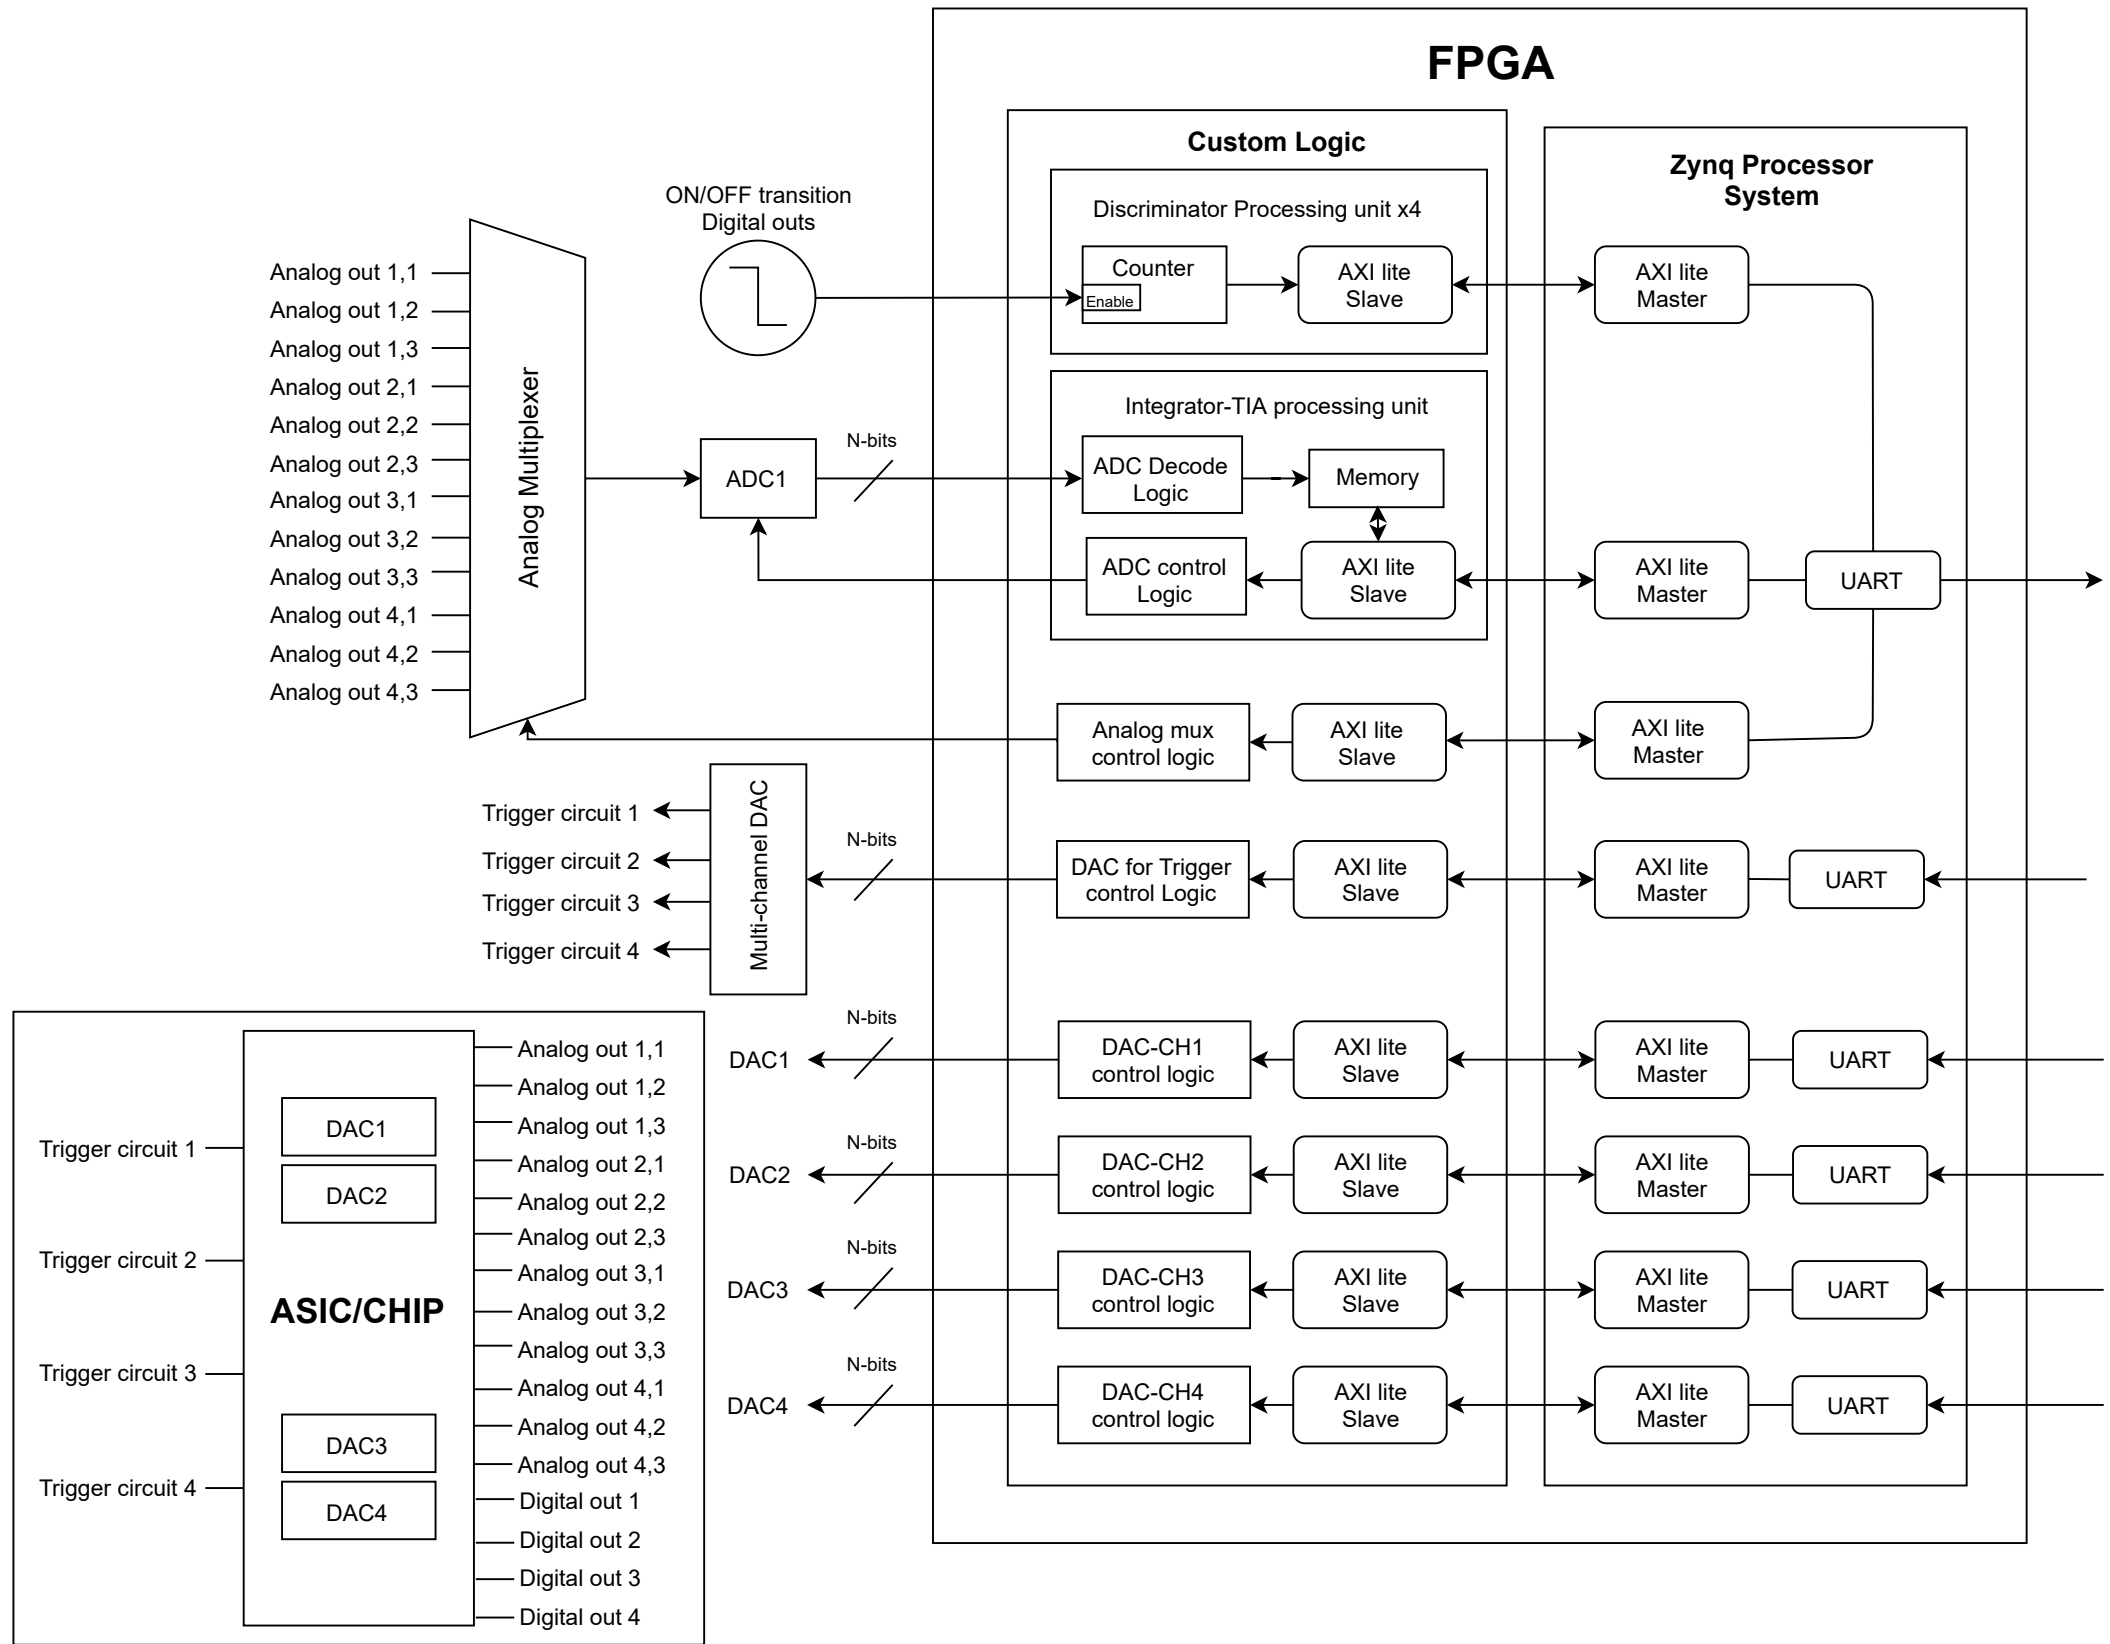 FPGA
Custom Logic
Zynq Processor
System
ON/OFF transition
Digital outs
Discriminator Processing unit x4
Counter
Enable
AXI lite
Slave
AXI lite
Master
Analog out 1,1
Analog out 1,2
Analog out 1,3
Analog out 2,1
Analog out 2,2
Analog out 2,3
Analog out 3,1
Analog out 3,2
Analog out 3,3
Analog out 4,1
Analog out 4,2
Analog out 4,3
Analog Multiplexer
ADC1
N-bits
Integrator-TIA processing unit
ADC Decode
Logic
Memory
ADC control
Logic
AXI lite
Slave
AXI lite
Master
UART
Analog mux
control logic
AXI lite
Slave
AXI lite
Master
Trigger circuit 1
Trigger circuit 2
Trigger circuit 3
Trigger circuit 4
Multi-channel DAC
N-bits
DAC for Trigger
control Logic
AXI lite
Slave
AXI lite
Master
UART
DAC1
N-bits
DAC-CH1
control logic
AXI lite
Slave
AXI lite
Master
UART
DAC2
N-bits
DAC-CH2
control logic
AXI lite
Slave
AXI lite
Master
UART
DAC3
N-bits
DAC-CH3
control logic
AXI lite
Slave
AXI lite
Master
UART
DAC4
N-bits
DAC-CH4
control logic
AXI lite
Slave
AXI lite
Master
UART
Trigger circuit 1
Trigger circuit 2
Trigger circuit 3
Trigger circuit 4
DAC1
DAC2
ASIC/CHIP
DAC3
DAC4
Analog out 1,1
Analog out 1,2
Analog out 1,3
Analog out 2,1
Analog out 2,2
Analog out 2,3
Analog out 3,1
Analog out 3,2
Analog out 3,3
Analog out 4,1
Analog out 4,2
Analog out 4,3
Digital out 1
Digital out 2
Digital out 3
Digital out 4